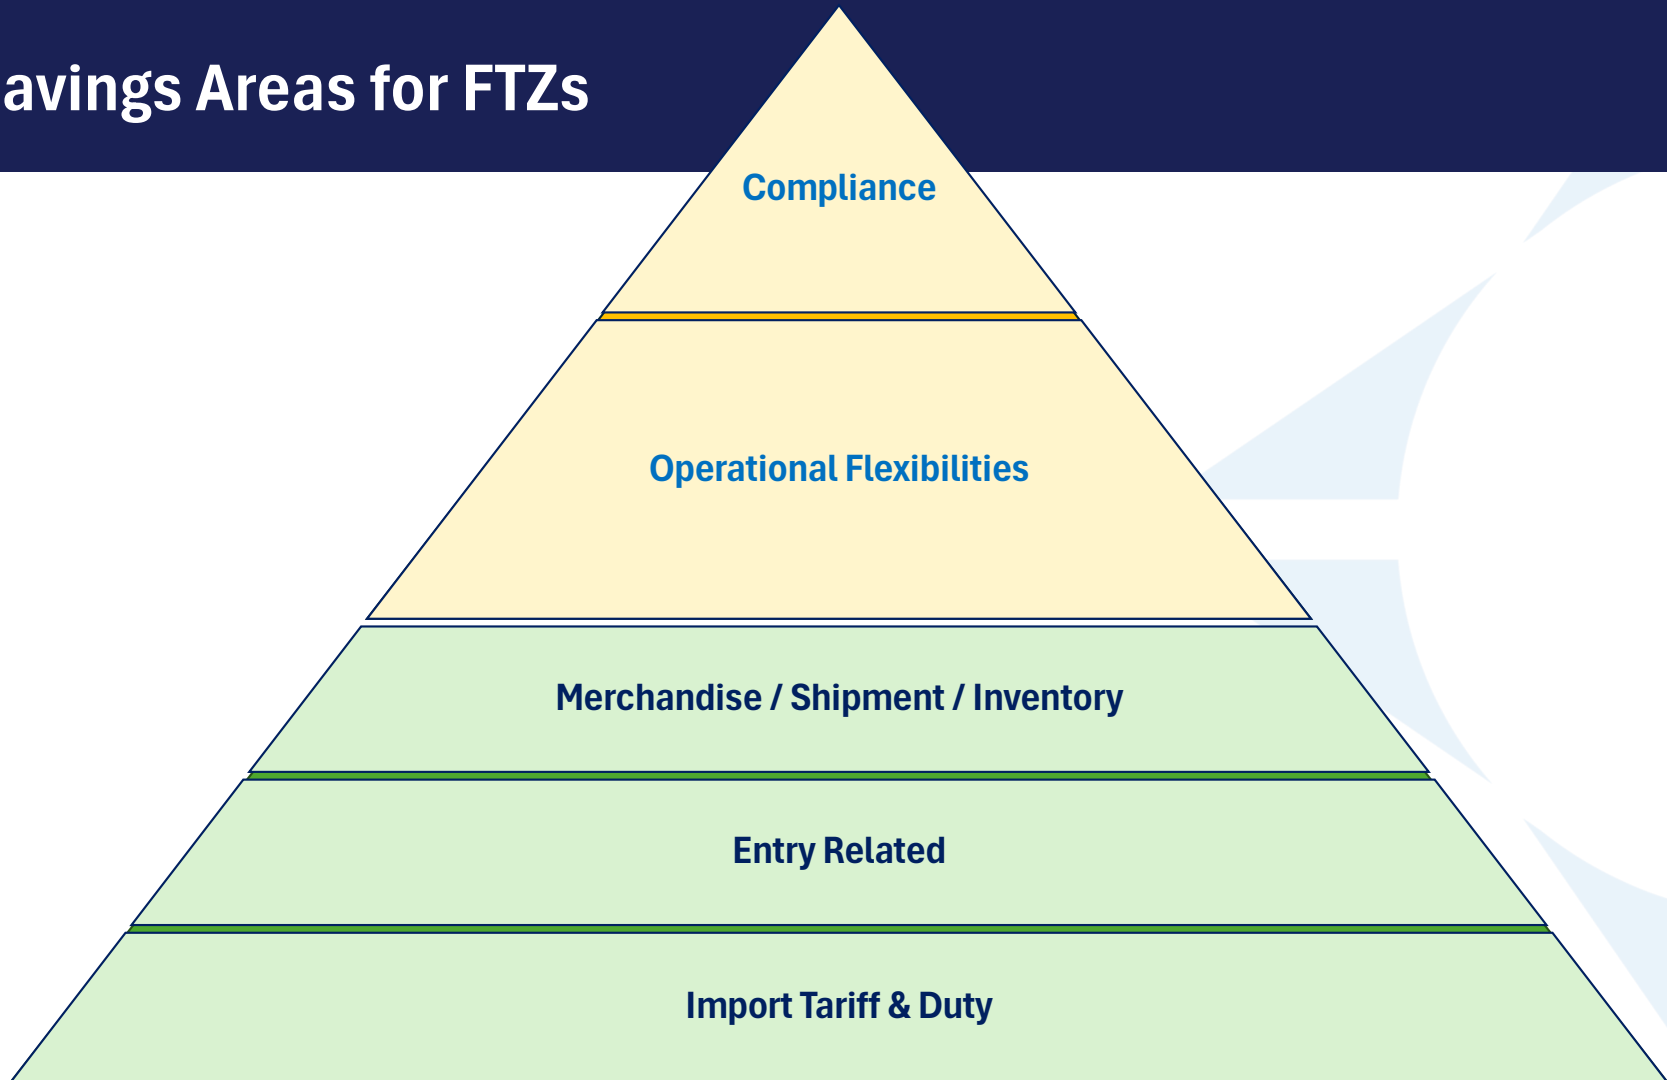 avings Areas for FTZs
Compliance
Operational Flexibilities
Merchandise / Shipment / Inventory
Entry Related
Import Tariff & Duty